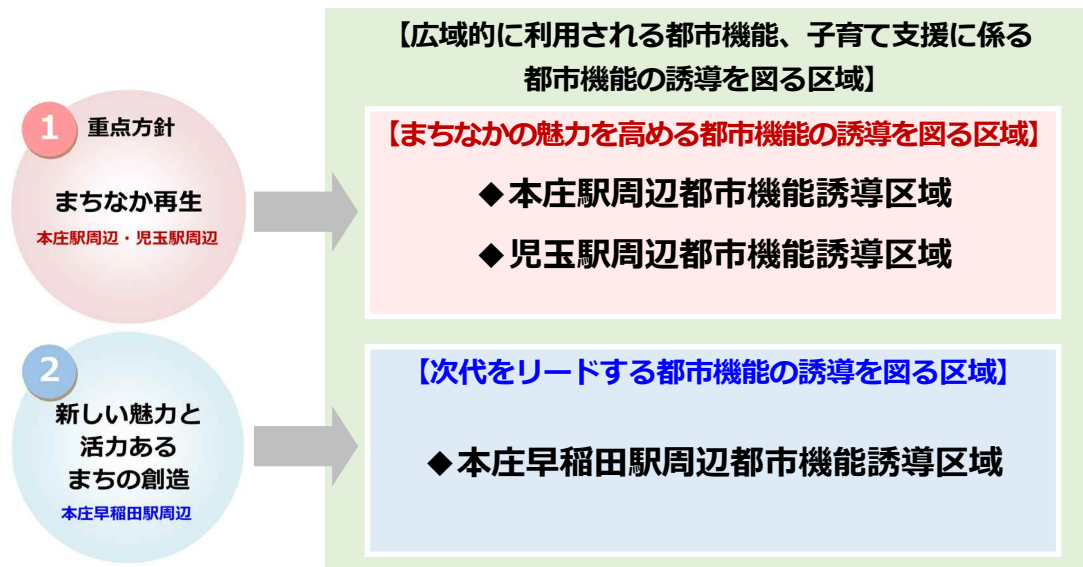 【広域的に利用される都市機能、子育て支援に係る
都市機能の誘導を図る区域】
1
重点方針
まちなか再生
本庄駅周辺・児玉駅周辺
【まちなかの魅力を高める都市機能の誘導を図る区域】
◆本庄駅周辺都市機能誘導区域
◆児玉駅周辺都市機能誘導区域
2
新しい魅力と
活力ある
まちの創造
本庄早稲田駅周辺
【次代をリードする都市機能の誘導を図る区域】
◆本庄早稲田駅周辺都市機能誘導区域